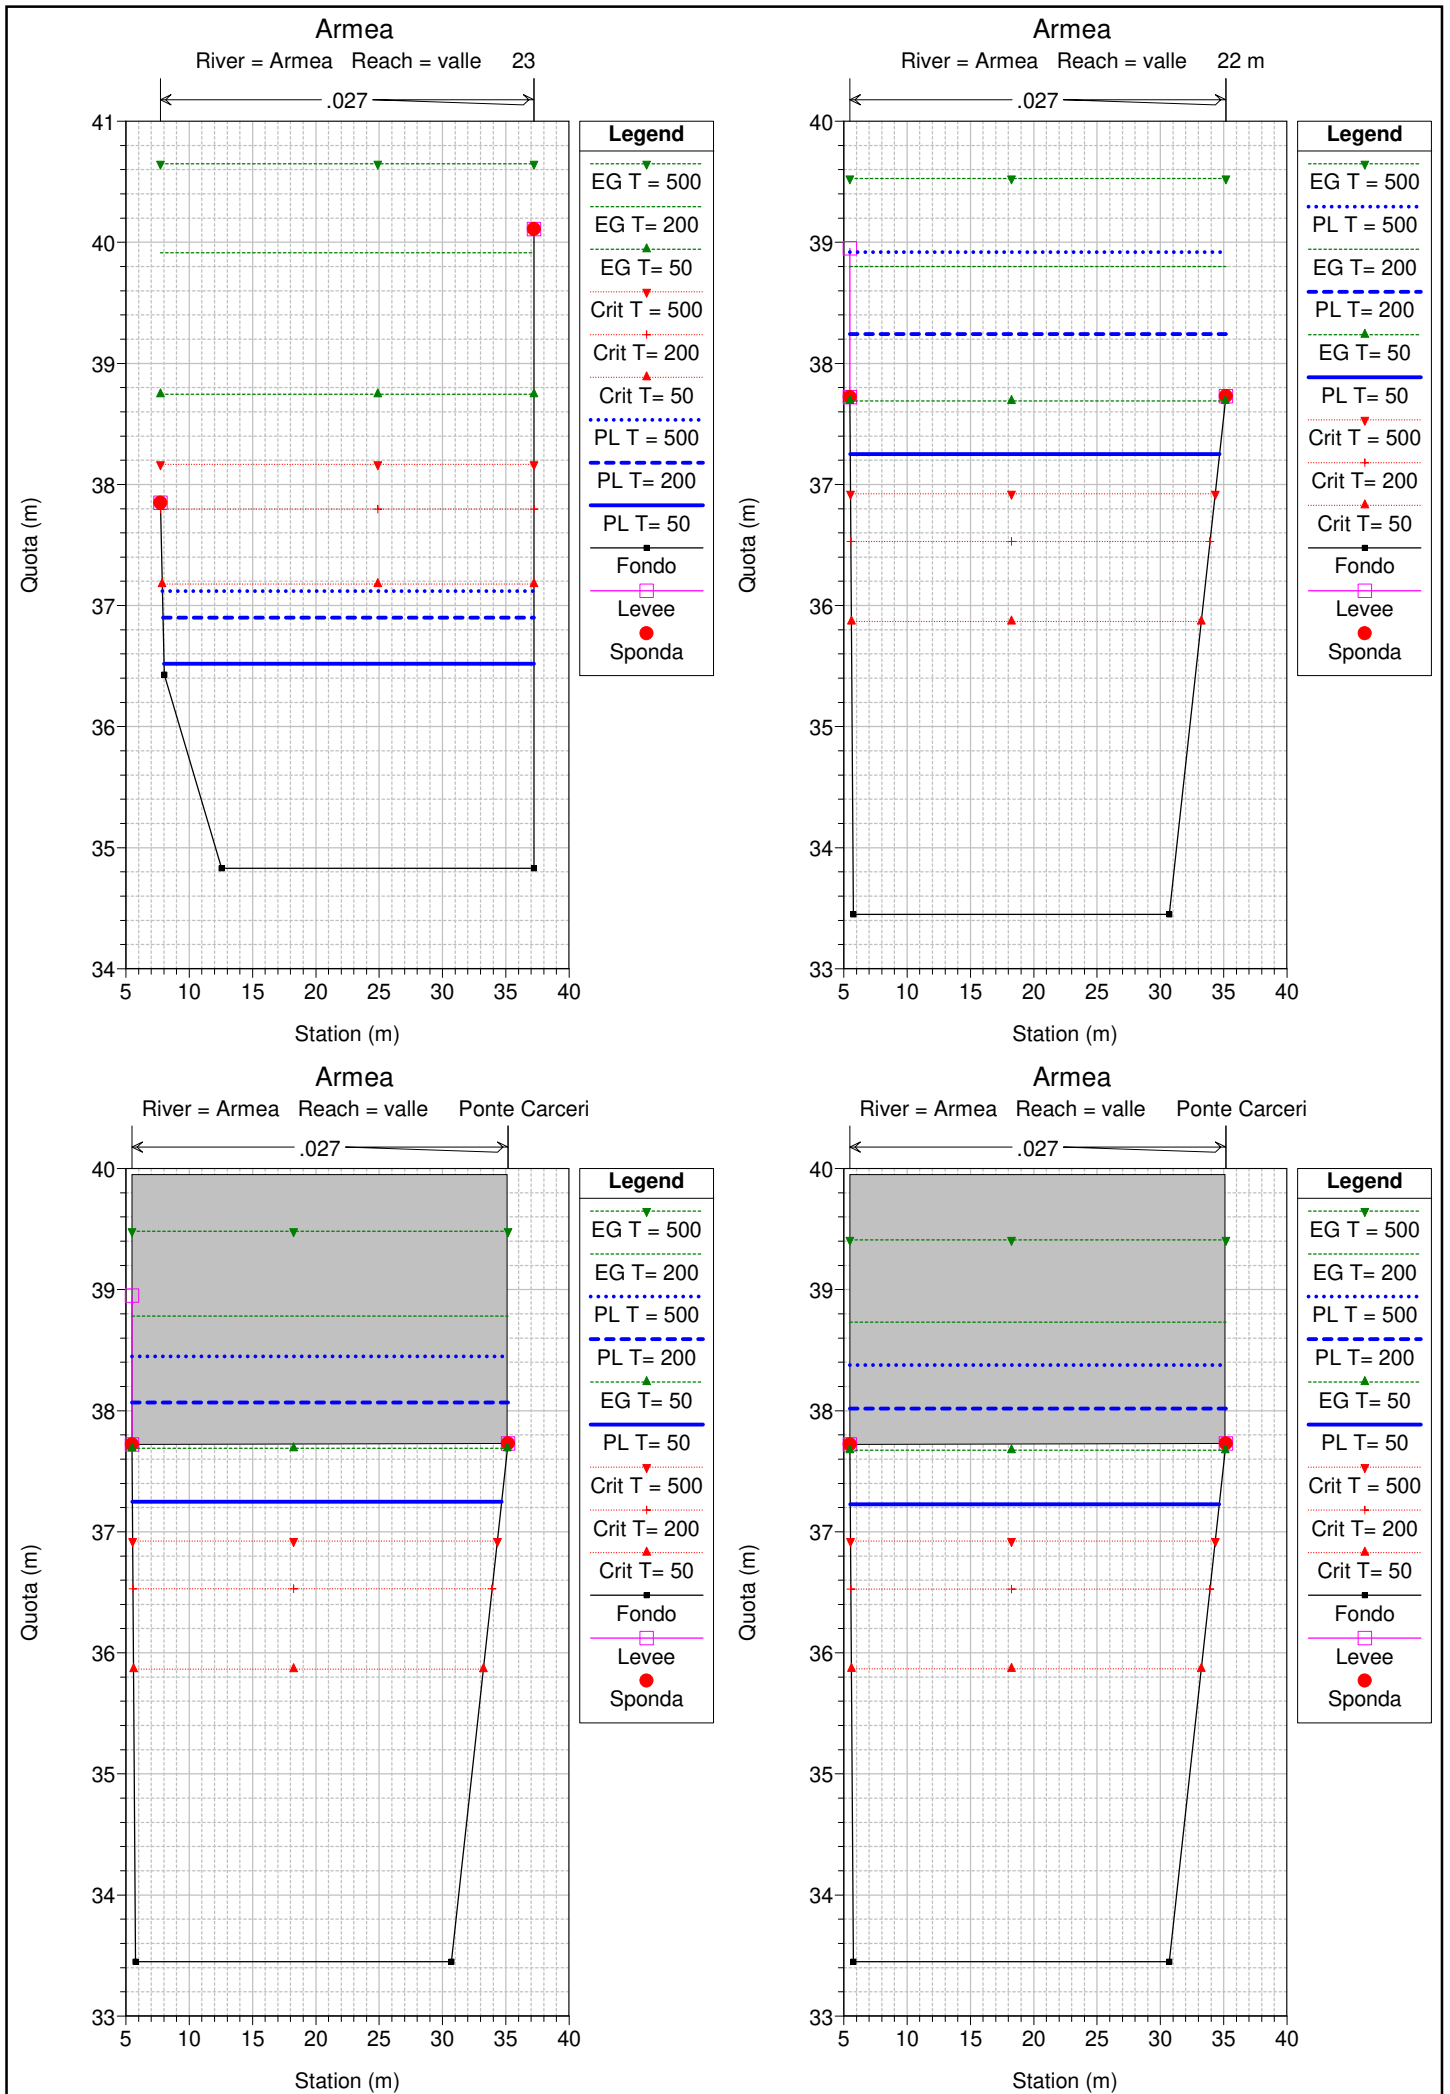 Armea
River = Armea Reach = valle 23
.027
41
40
39
38
37
36
35
34
Quota (m)
5 10 15 20 25 30 35 40
Station (m)
Legend
EG T = 500
EG T= 200
EG T= 50
Crit T = 500
Crit T= 200
Crit T= 50
PL T = 500
PL T= 200
PL T= 50
Fondo
Levee
Sponda
Armea
River = Armea Reach = valle 22 m
.027
40
39
38
37
36
35
34
33
Quota (m)
5 10 15 20 25 30 35 40
Station (m)
Legend
EG T = 500
PL T = 500
EG T= 200
PL T= 200
EG T= 50
PL T= 50
Crit T = 500
Crit T= 200
Crit T= 50
Fondo
Levee
Sponda
Armea
River = Armea Reach = valle Ponte Carceri
.027
40
39
38
37
36
35
34
33
Quota (m)
5 10 15 20 25 30 35 40
Station (m)
Legend
EG T = 500
EG T= 200
PL T = 500
PL T= 200
EG T= 50
PL T= 50
Crit T = 500
Crit T= 200
Crit T= 50
Fondo
Levee
Sponda
Armea
River = Armea Reach = valle Ponte Carceri
.027
40
39
38
37
36
35
34
33
Quota (m)
5 10 15 20 25 30 35 40
Station (m)
Legend
EG T = 500
EG T= 200
PL T = 500
PL T= 200
EG T= 50
PL T= 50
Crit T = 500
Crit T= 200
Crit T= 50
Fondo
Levee
Sponda